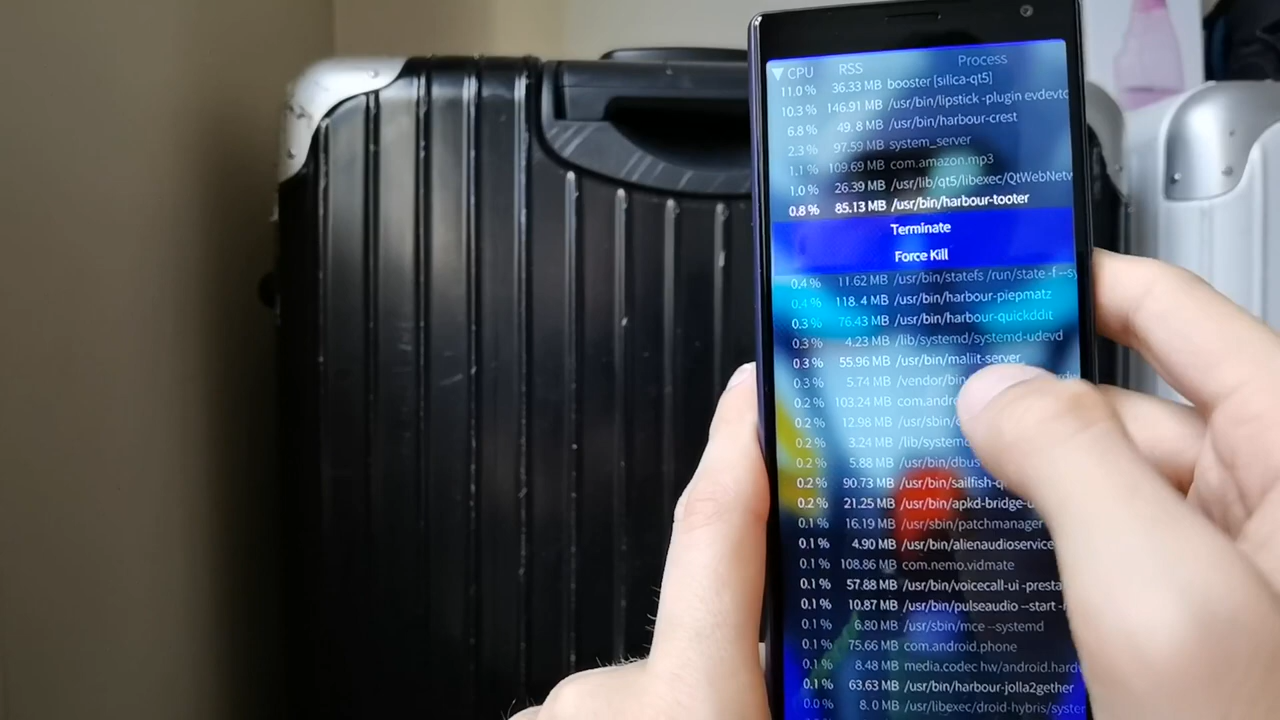 ▼ CPU RSS Process
11.0 % 36.33 MB booster [silica-qt5]
10.3 % 146.91 MB /usr/bin/lipstick -plugin evdevtc
6.8 % 49.8 MB /usr/bin/harbour-crest
2.3 % 97.59 MB system_server
1.1 % 109.69 MB com.amazon.mp3
1.0 % 26.39 MB /usr/lib/qt5/libexec/QtWebNetw
0.8 % 85.13 MB /usr/bin/harbour-tooter
Terminate
Force Kill
0.4 % 11.62 MB /usr/bin/statefs /run/state -f --sy
0.4 % 118.4 MB /usr/bin/harbour-piepmatz
0.3 % 76.43 MB /usr/bin/harbour-quickddit
0.3 % 4.23 MB /lib/systemd/systemd-udevd
0.3 % 55.96 MB /usr/bin/maliit-server
0.3 % 5.74 MB /vendor/bin
0.2 % 103.24 MB com.andro
0.2 % 12.98 MB /usr/sbin/
0.2 % 3.24 MB /lib/systemd
0.2 % 5.88 MB /usr/bin/dbus
0.2 % 90.73 MB /usr/bin/sailfish-q
0.2 % 21.25 MB /usr/bin/apkd-bridge-u
0.1 % 16.19 MB /usr/sbin/patchmanager
0.1 % 4.90 MB /usr/bin/alienaudioservice
0.1 % 108.86 MB com.nemo.vidmate
0.1 % 57.88 MB /usr/bin/voicecall-ui -presta
0.1 % 10.87 MB /usr/bin/pulseaudio --start -
0.1 % 6.80 MB /usr/sbin/mce --systemd
0.1 % 75.66 MB com.android.phone
0.1 % 8.48 MB media.codec hw/android.hardw
0.1 % 63.63 MB /usr/bin/harbour-jolla2gether
0.0 % 8.0 MB /usr/libexec/droid-hybris/system